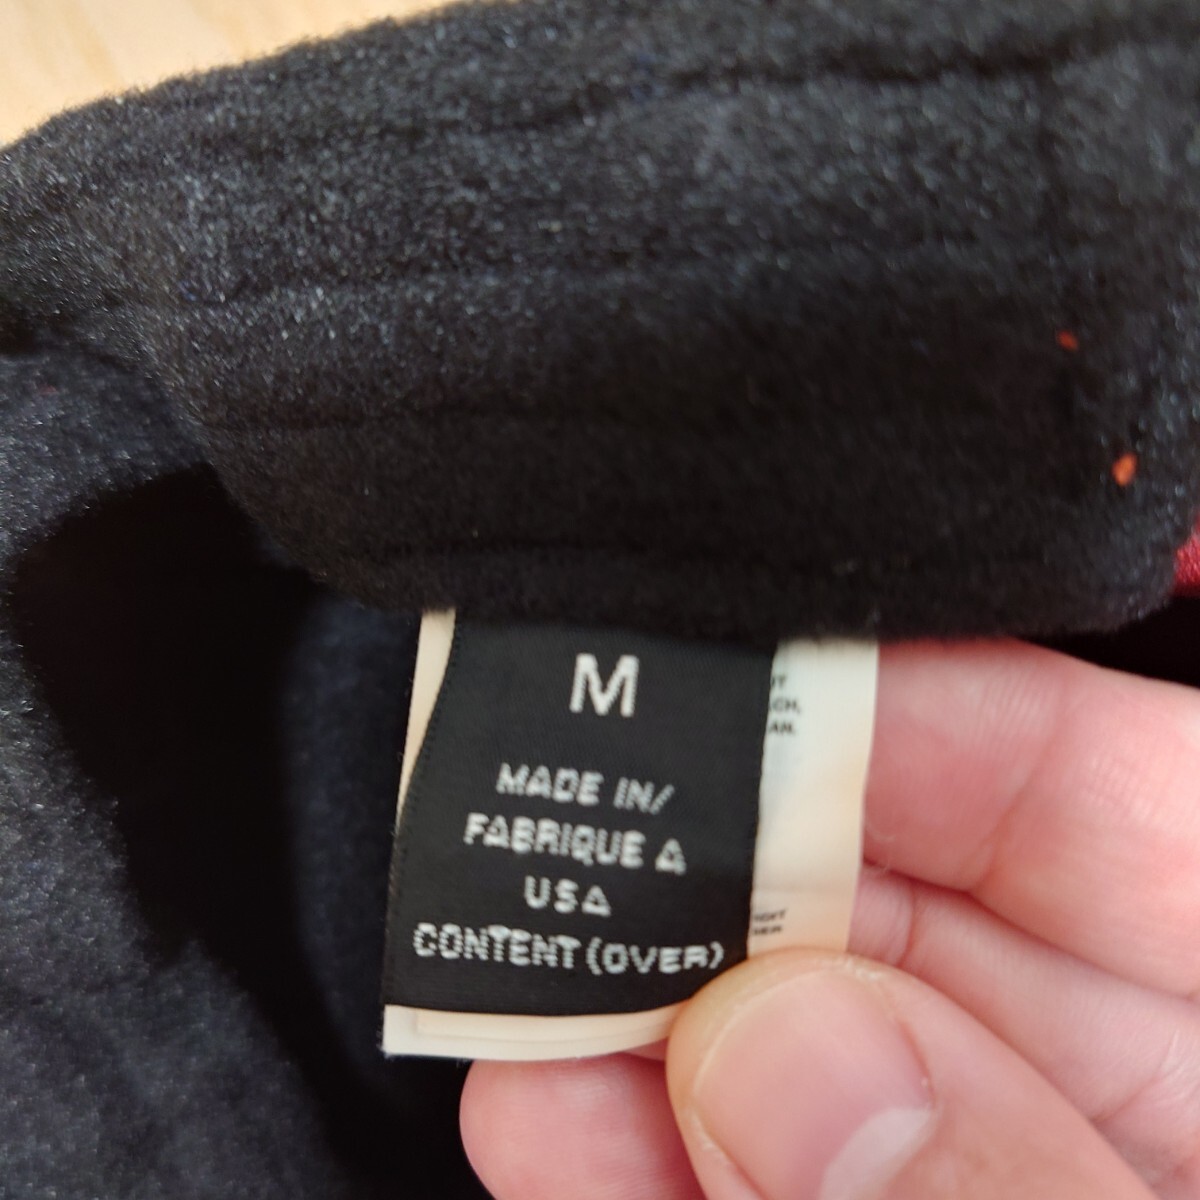 M
MADE IN/
FABRIQUE A
USA
CONTENT (OVER)